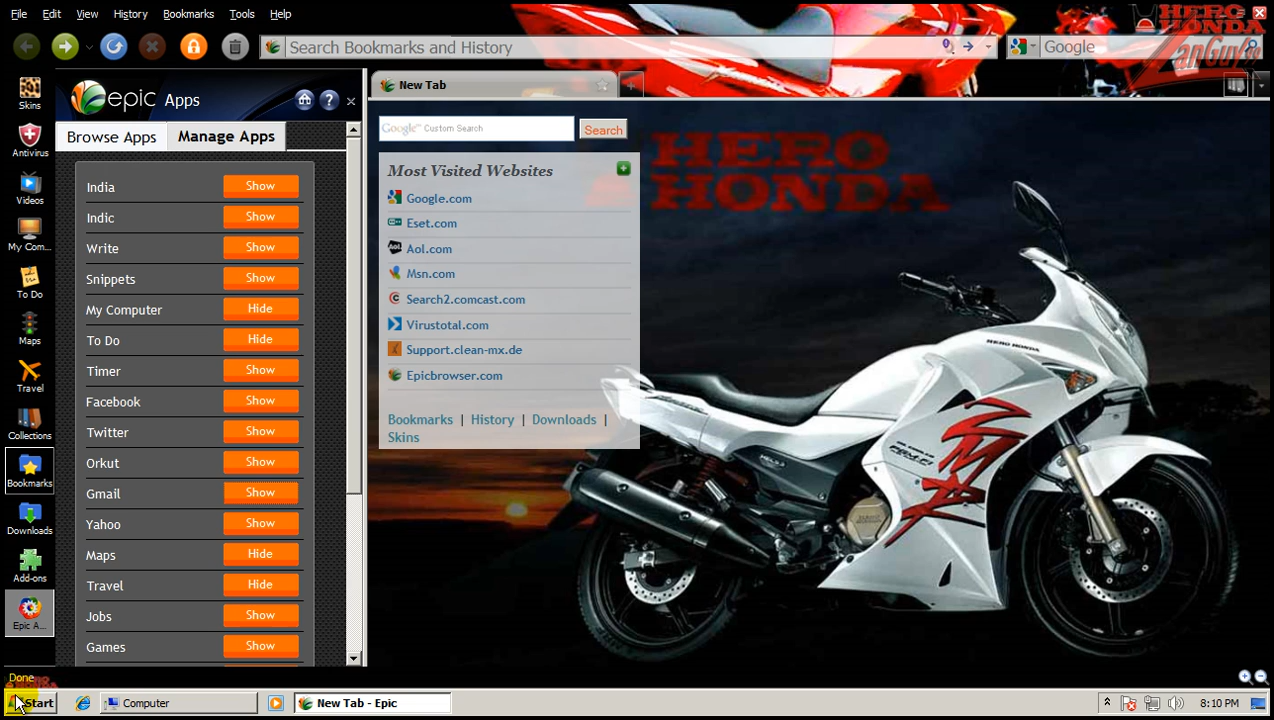 File Edit View History Bookmarks Tools Help
HERO
HONDA
Search Bookmarks and History
Google
Skins
Antivirus
Videos
My Com...
To Do
Maps
Travel
Collections
Bookmarks
Downloads
Add-ons
Epic A...
epic Apps
Browse Apps Manage Apps
India Show
Indic Show
Write Show
Snippets Show
My Computer Hide
To Do Hide
Timer Show
Facebook Show
Twitter Show
Orkut Show
Gmail Show
Yahoo Show
Maps Hide
Travel Hide
Jobs Show
Games Show
New Tab
Google™ Custom Search Search
Most Visited Websites
Google.com
Eset.com
Aol.com
Msn.com
Search2.comcast.com
Virustotal.com
Support.clean-mx.de
Epicbrowser.com
Bookmarks | History | Downloads |
Skins
HERO
HONDA
HERO HONDA
ZMR
Done
Start Computer New Tab - Epic 8:10 PM